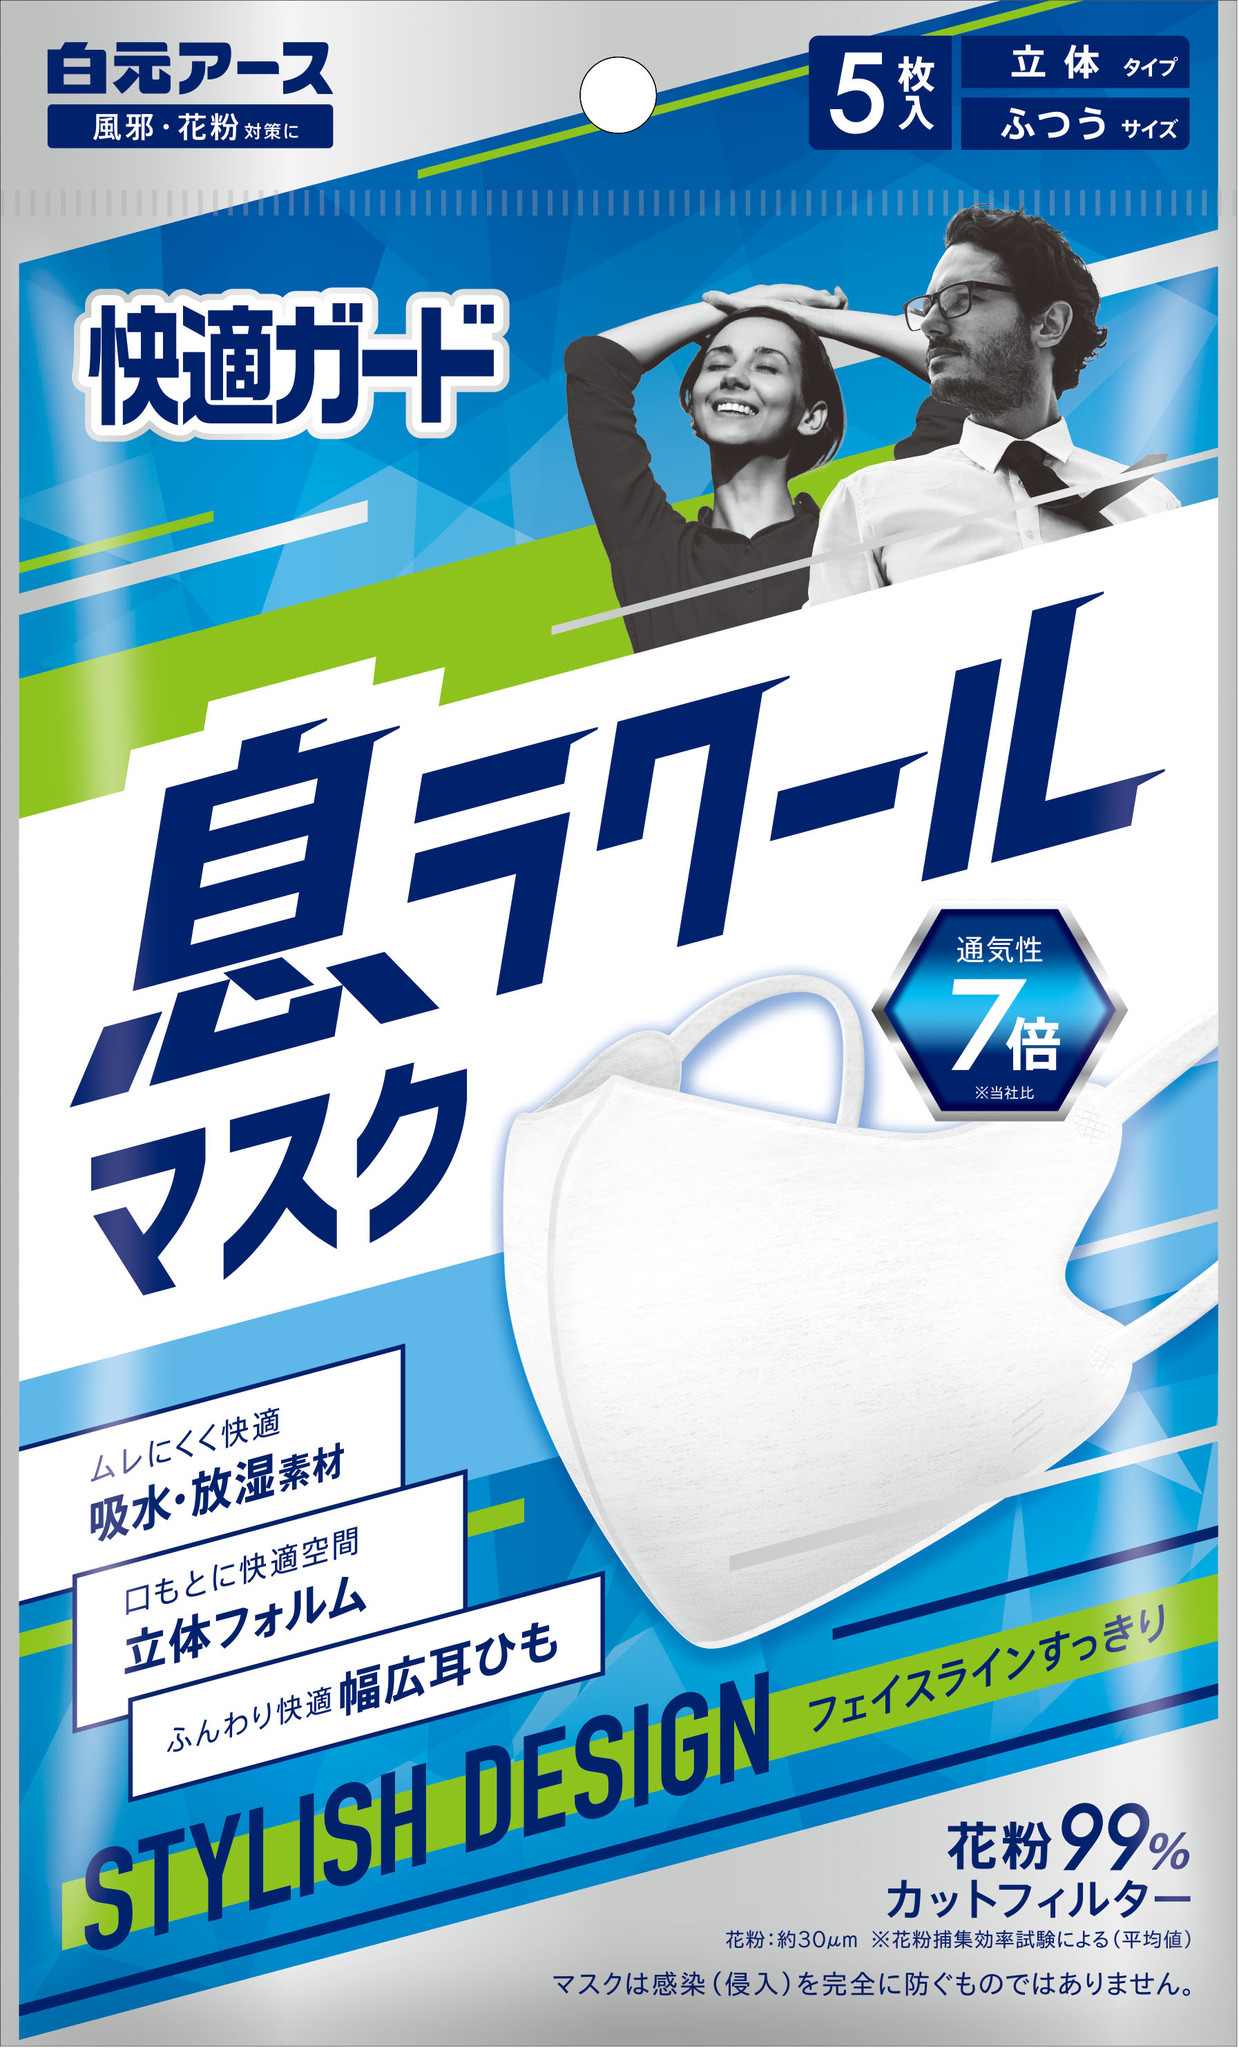 白元アース
風邪・花粉対策に
5枚入
立体タイプ
ふつうサイズ
快適ガード
息ラクール
マスク
通気性
7倍
※当社比
ムレにくく快適
吸水・放湿素材
口もとに快適空間
立体フォルム
ふんわり快適 幅広耳ひも
STYLISH DESIGN
フェイスラインすっきり
花粉99%
カットフィルター
花粉:約30μm ※花粉捕集効率試験による(平均値)
マスクは感染(侵入)を完全に防ぐものではありません。